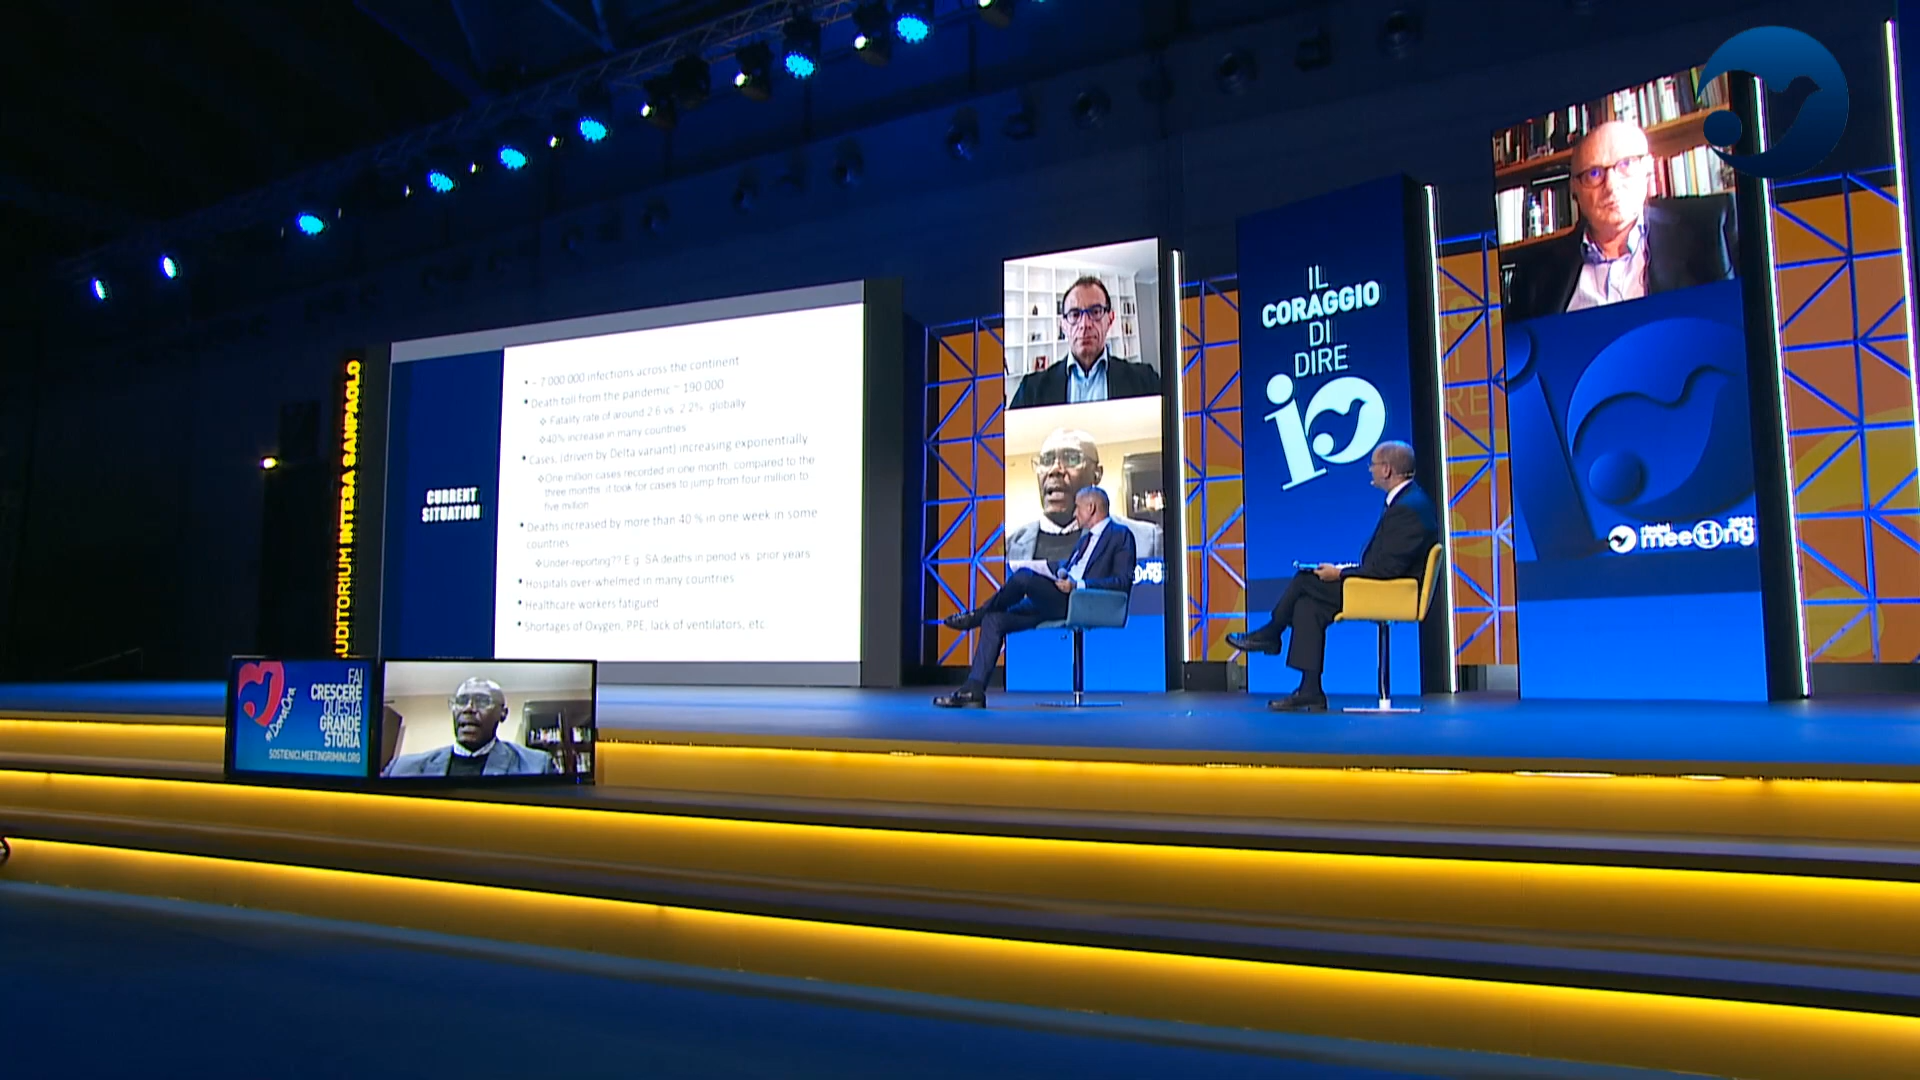 AUDITORIUM INTESA SANPAOLO
CURRENT
SITUATION
• ~ 7 000 000 infections across the continent
• Death toll from the pandemic ~ 190 000
❖ Fatality rate of around 2.6 vs. 2.2% globally
❖40% increase in many countries
• Cases, (driven by Delta variant) increasing exponentially
❖One million cases recorded in one month, compared to the
three months, it took for cases to jump from four million to
five million
• Deaths increased by more than 40 % in one week in some
countries
❖Under-reporting?? E.g. SA deaths in period vs. prior years
• Hospitals over-whelmed in many countries
• Healthcare workers fatigued
• Shortages of Oxygen, PPE, lack of ventilators, etc
IL
CORAGGIO
DI
DIRE
io
meeting
ng
#DonaOra
FAI
CRESCERE
QUESTA
GRANDE
STORIA
SOSTIENICI.MEETINGRIMINI.ORG